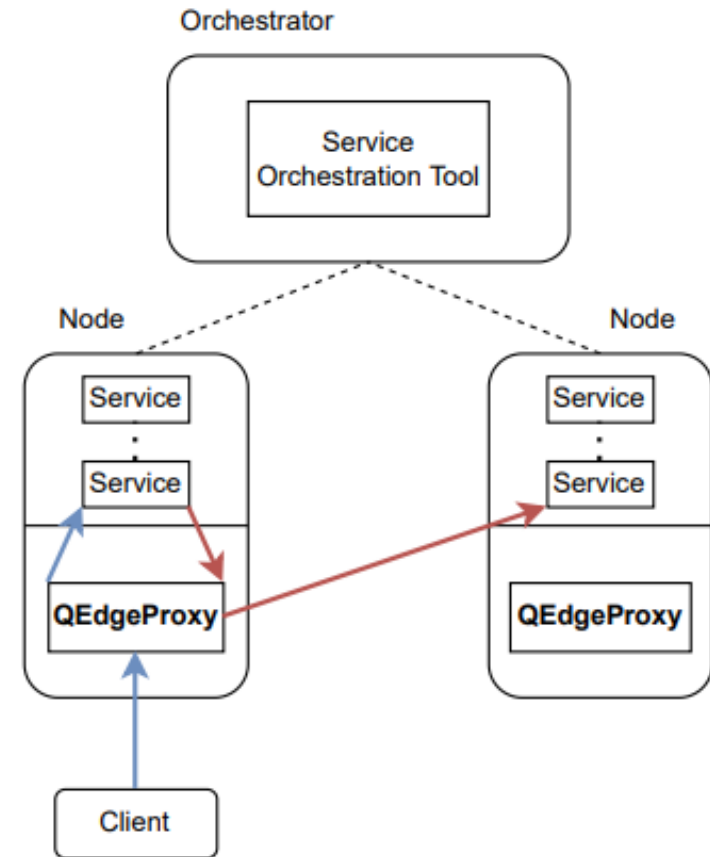 Orchestrator
Service
Orchestration Tool
Node
Node
Service
Service
Service
Service
QEdgeProxy
QEdgeProxy
Client